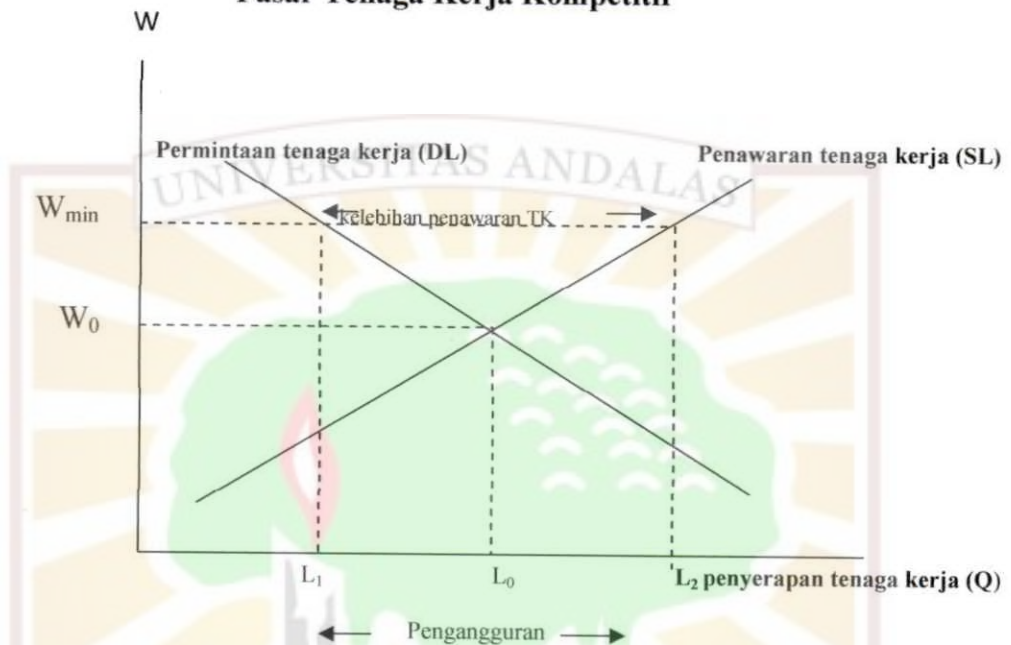 Pasar Tenaga Kerja Kompetitif
W
Permintaan tenaga kerja (DL)
Penawaran tenaga kerja (SL)
UNIVERSITAS ANDALAS
Wmin
kelebihan penawaran TK
W0
L1
L0
L2 penyerapan tenaga kerja (Q)
Pengangguran